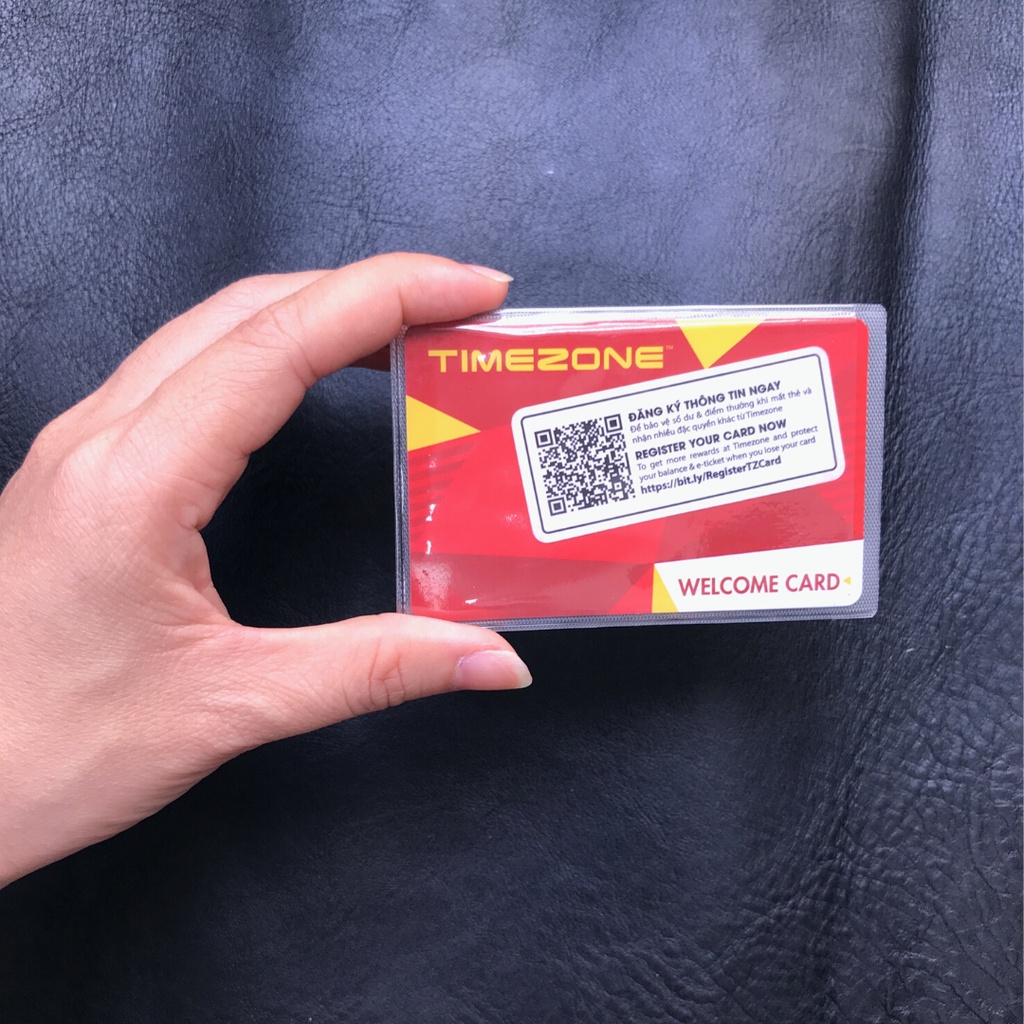 TIMEZONE™
ĐĂNG KÝ THÔNG TIN NGAY
Để bảo vệ số dư & điểm thưởng khi mất thẻ và
nhận nhiều đặc quyền khác từ Timezone
REGISTER YOUR CARD NOW
To get more rewards at Timezone and protect
your balance & e-ticket when you lose your card
https://bit.ly/RegisterTZCard
WELCOME CARD